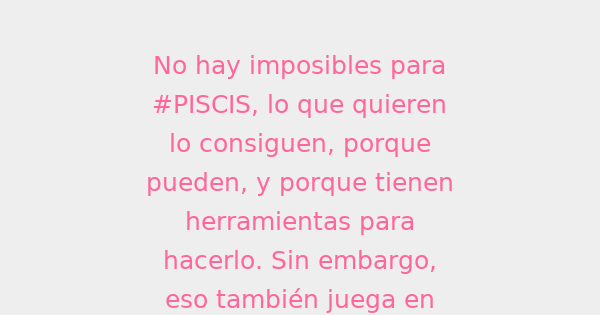 No hay imposibles para
#PISCIS, lo que quieren
lo consiguen, porque
pueden, y porque tienen
herramientas para
hacerlo. Sin embargo,
eso también juega en